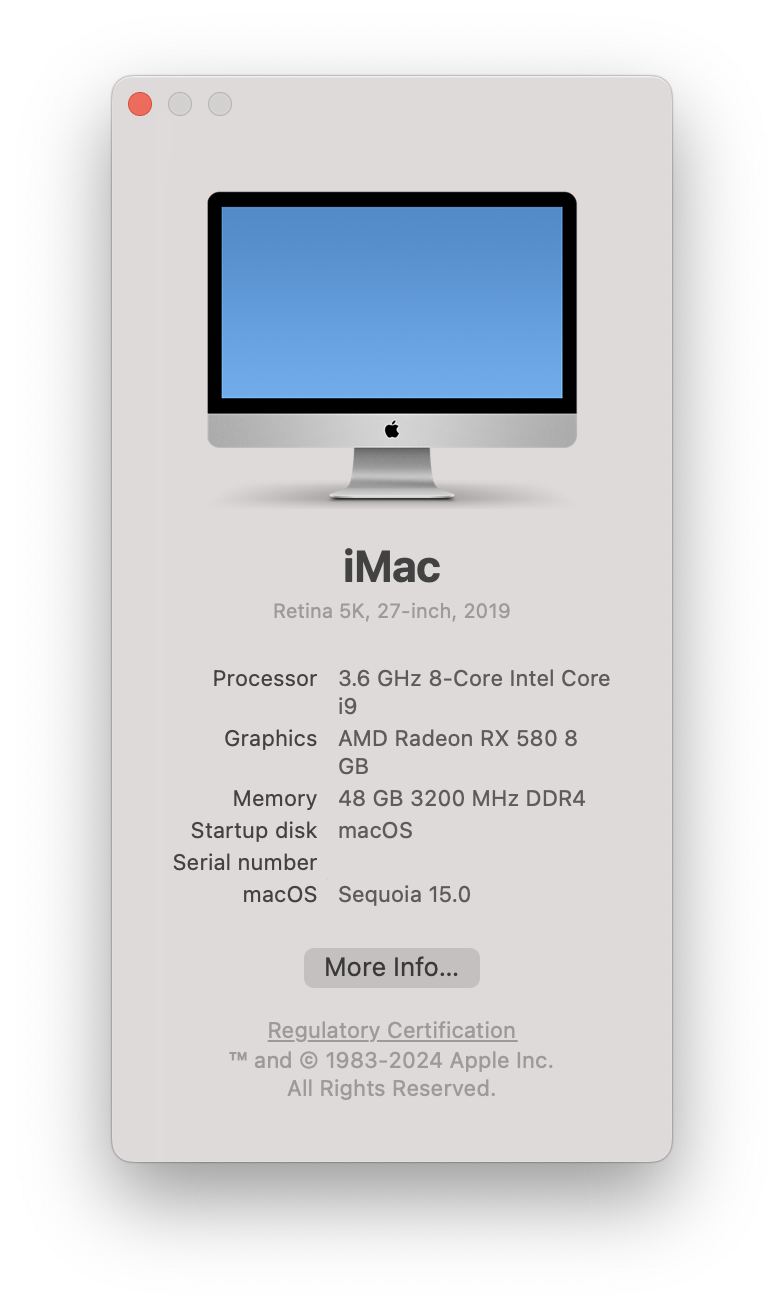 iMac
Retina 5K, 27-inch, 2019
Processor 3.6 GHz 8-Core Intel Core
i9
Graphics AMD Radeon RX 580 8
GB
Memory 48 GB 3200 MHz DDR4
Startup disk macOS
Serial number
macOS Sequoia 15.0
More Info...
Regulatory Certification
™ and © 1983-2024 Apple Inc.
All Rights Reserved.